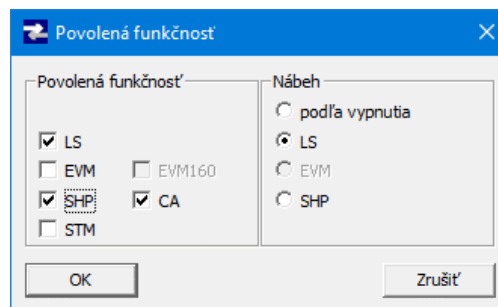 Povolená funkčnosť
Povolená funkčnosť
LS
EVM EVM160
SHP CA
STM
Nábeh
podľa vypnutia
LS
EVM
SHP
OK Zrušiť